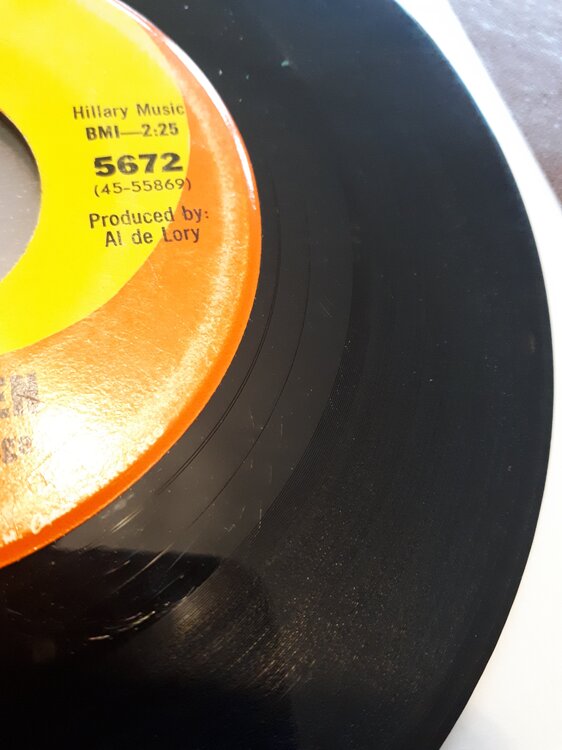 Hillary Music
BMI—2:25
5672
(45-55869)
Produced by:
Al de Lory